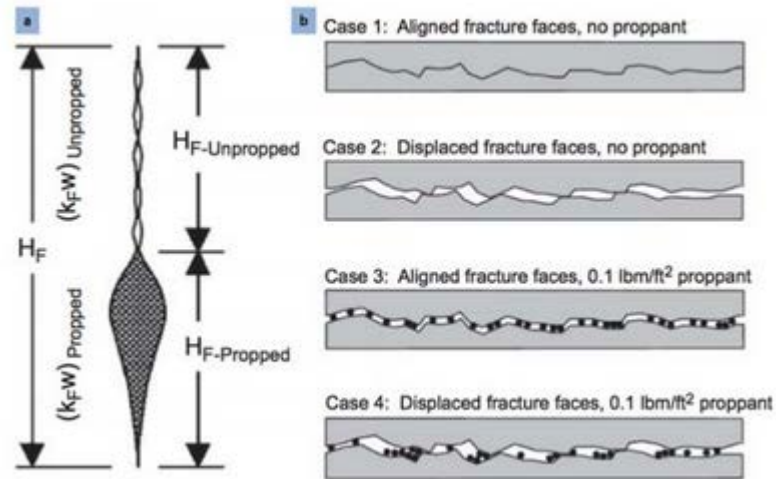 a
(kFw) Unpropped
HF
(kFw) Propped
HF-Unpropped
HF-Propped
b
Case 1: Aligned fracture faces, no proppant
Case 2: Displaced fracture faces, no proppant
Case 3: Aligned fracture faces, 0.1 lbm/ft² proppant
Case 4: Displaced fracture faces, 0.1 lbm/ft² proppant